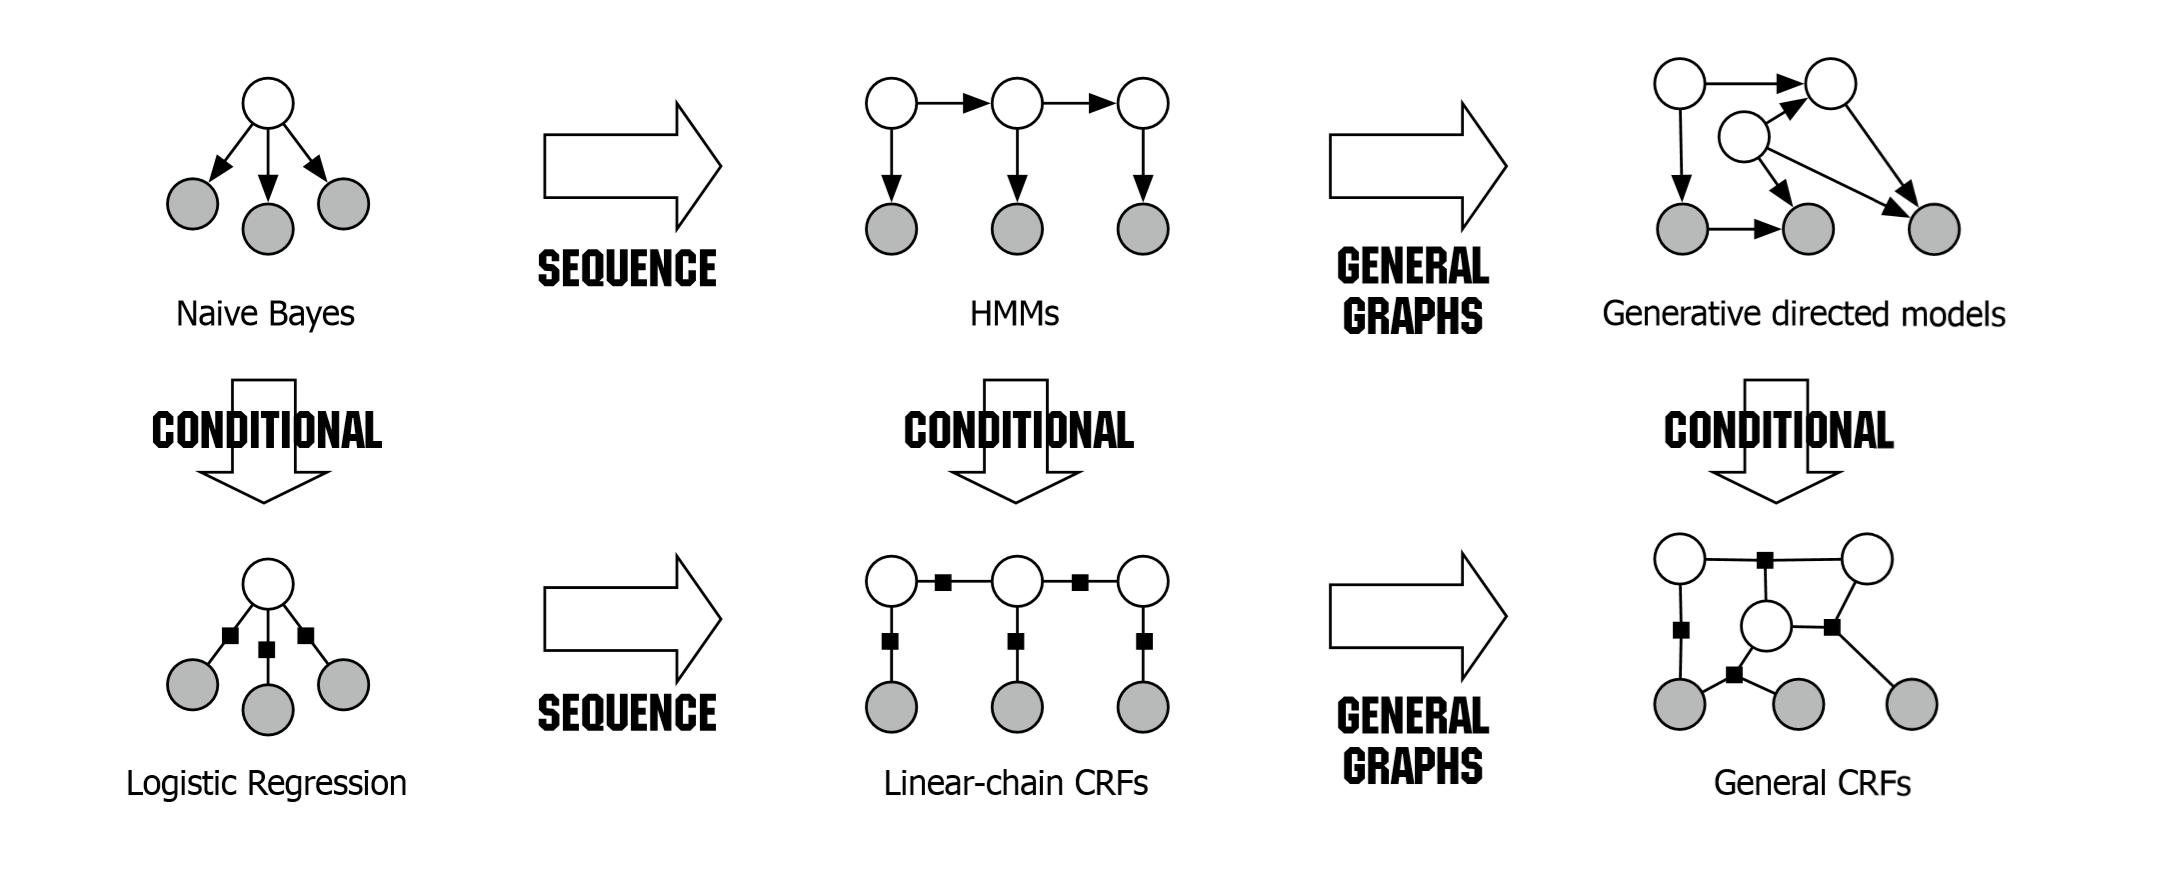 SEQUENCE
GENERAL
GRAPHS
Naive Bayes
HMMs
Generative directed models
CONDITIONAL
CONDITIONAL
CONDITIONAL
SEQUENCE
GENERAL
GRAPHS
Logistic Regression
Linear-chain CRFs
General CRFs